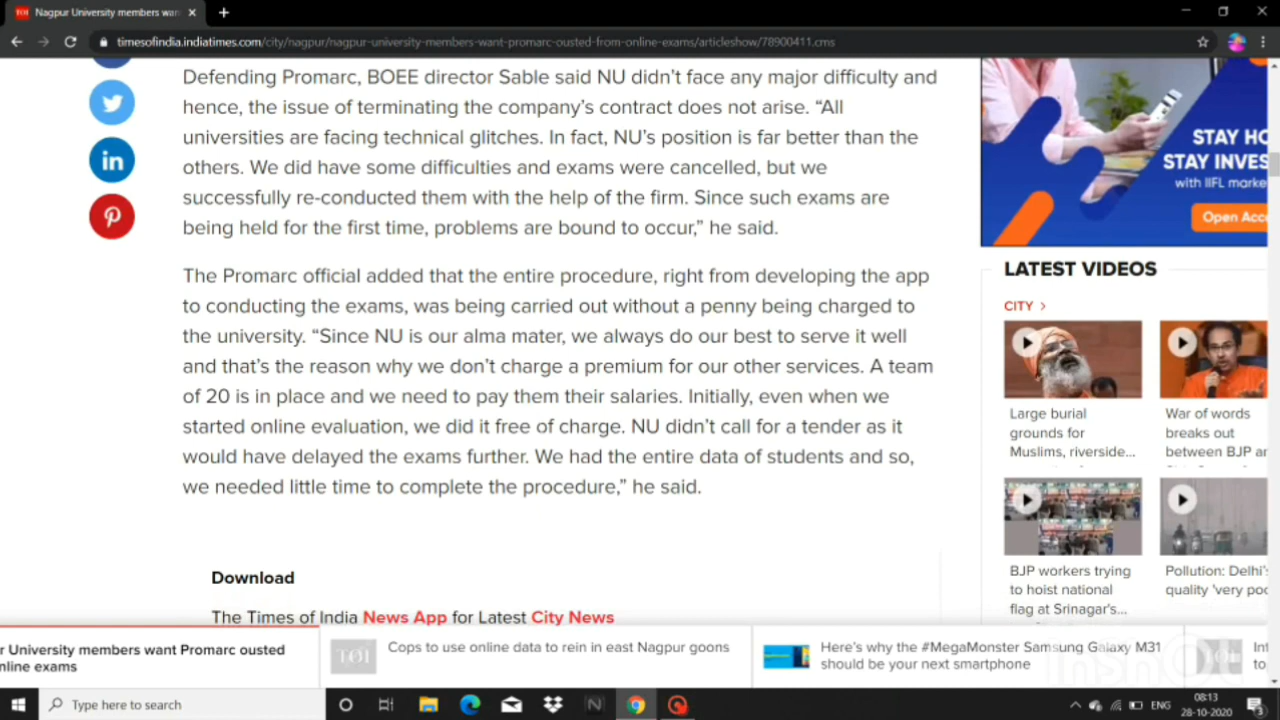 Nagpur University members wan
timesofindia.indiatimes.com/city/nagpur/nagpur-university-members-want-promarc-ousted-from-online-exams/articleshow/78900411.cms
Defending Promarc, BOEE director Sable said NU didn't face any major difficulty and
hence, the issue of terminating the company's contract does not arise. “All
universities are facing technical glitches. In fact, NU's position is far better than the
others. We did have some difficulties and exams were cancelled, but we
successfully re-conducted them with the help of the firm. Since such exams are
being held for the first time, problems are bound to occur,” he said.
The Promarc official added that the entire procedure, right from developing the app
to conducting the exams, was being carried out without a penny being charged to
the university. “Since NU is our alma mater, we always do our best to serve it well
and that's the reason why we don't charge a premium for our other services. A team
of 20 is in place and we need to pay them their salaries. Initially, even when we
started online evaluation, we did it free of charge. NU didn't call for a tender as it
would have delayed the exams further. We had the entire data of students and so,
we needed little time to complete the procedure,” he said.
Download
The Times of India News App for Latest City News
STAY HO
STAY INVES
with IIFL marke
Open Acc
LATEST VIDEOS
CITY >
Large burial
grounds for
Muslims, riverside...
War of words
breaks out
between BJP an
BJP workers trying
to hoist national
flag at Srinagar's...
Pollution: Delhi's
quality 'very poo
r University members want Promarc ousted
nline exams
TOI
Cops to use online data to rein in east Nagpur goons
Here's why the #MegaMonster Samsung Galaxy M31
should be your next smartphone
Int
to
InShOt
Type here to search
ENG
08:13
28-10-2020
3